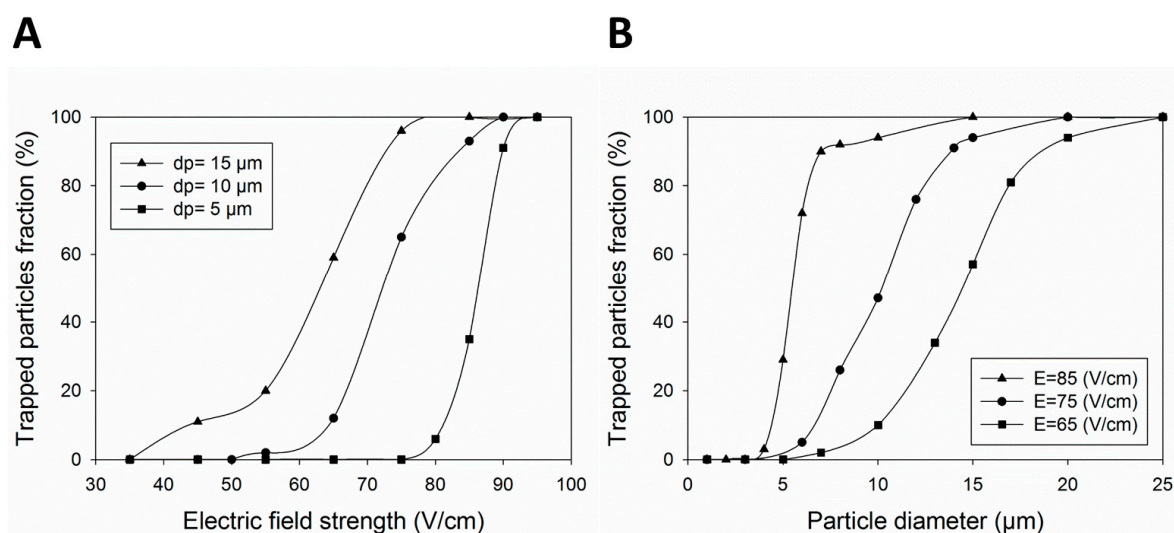 A
B
Trapped particles fraction (%)
100
80
60
40
20
0
dp= 15 µm
dp= 10 µm
dp= 5 µm
30 40 50 60 70 80 90 100
Electric field strength (V/cm)
Trapped particles fraction (%)
100
80
60
40
20
0
E=85 (V/cm)
E=75 (V/cm)
E=65 (V/cm)
0 5 10 15 20 25
Particle diameter (µm)